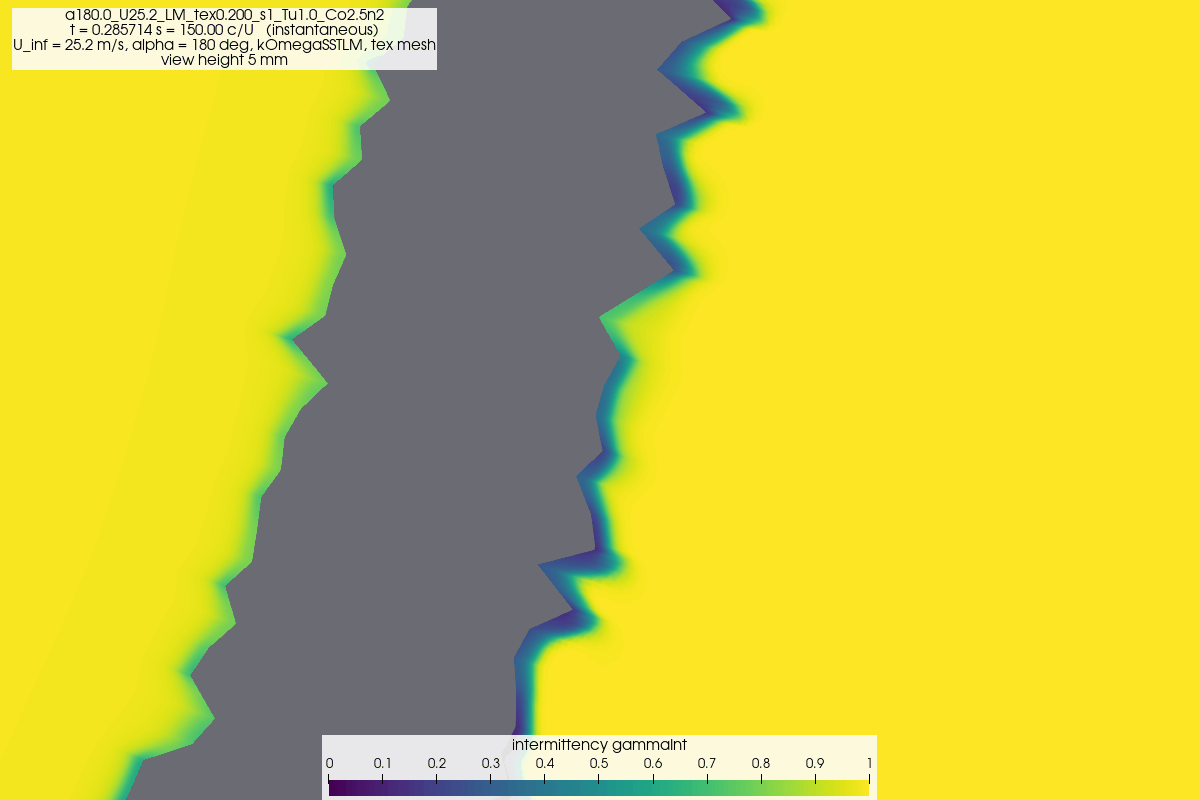 a180.0_U25.2_LM_tex0.200_s1_Tu1.0_Co2.5n2
t = 0.285714 s = 150.00 c/U   (instantaneous)
U_inf = 25.2 m/s, alpha = 180 deg, kOmegaSSTLM, tex mesh
view height 5 mm
intermittency gammaInt
0 0.1 0.2 0.3 0.4 0.5 0.6 0.7 0.8 0.9 1